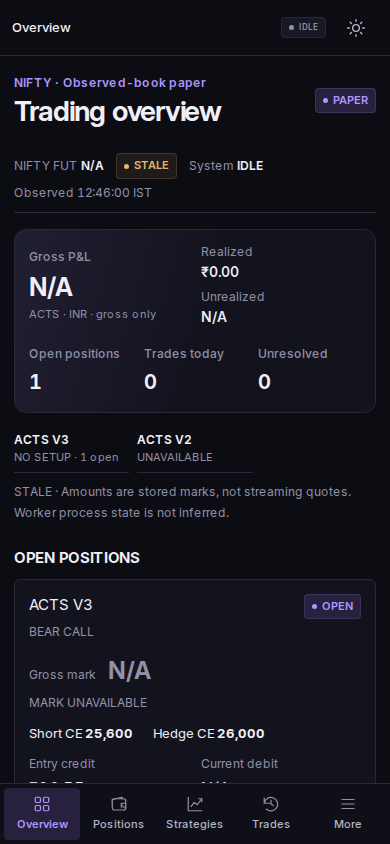 Overview
IDLE
NIFTY · Observed-book paper
Trading overview
PAPER
NIFTY FUT N/A
STALE
System IDLE
Observed 12:46:00 IST
Gross P&L
N/A
ACTS · INR · gross only
Realized
₹0.00
Unrealized
N/A
Open positions
1
Trades today
0
Unresolved
0
ACTS V3
NO SETUP · 1 open
ACTS V2
UNAVAILABLE
STALE · Amounts are stored marks, not streaming quotes.
Worker process state is not inferred.
OPEN POSITIONS
ACTS V3
OPEN
BEAR CALL
Gross mark N/A
MARK UNAVAILABLE
Short CE 25,600 Hedge CE 26,000
Entry credit
Current debit
Overview
Positions
Strategies
Trades
More